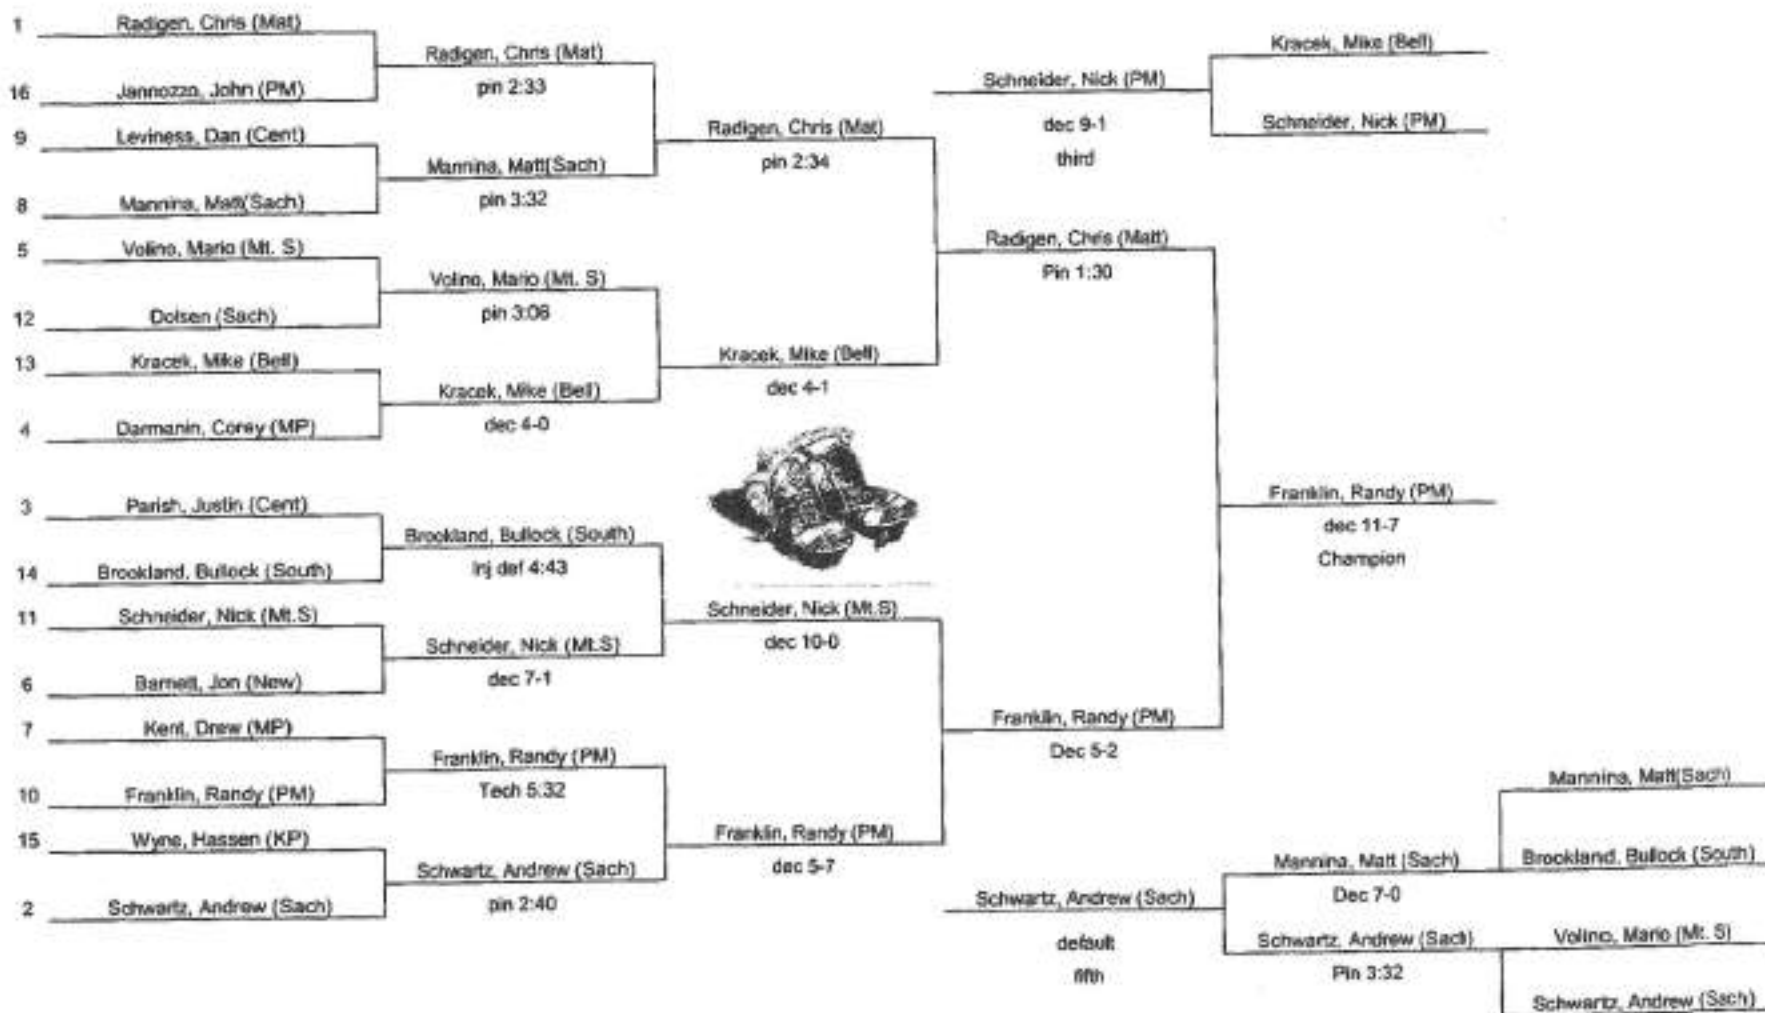 1 Radigen, Chris (Mat)
16 Jannozzo, John (PM)
9 Leviness, Dan (Cent)
8 Mannina, Matt(Sach)
5 Volino, Mario (Mt. S)
12 Dolsen (Sach)
13 Kracek, Mike (Bell)
4 Darmanin, Corey (MP)
3 Parish, Justin (Cent)
14 Brookland, Bullock (South)
11 Schneider, Nick (Mt.S)
6 Barnett, Jon (New)
7 Kent, Drew (MP)
10 Franklin, Randy (PM)
15 Wyne, Hassen (KP)
2 Schwartz, Andrew (Sach)
Radigen, Chris (Mat)
pin 2:33
Mannina, Matt(Sach)
pin 3:32
Volino, Mario (Mt. S)
pin 3:08
Kracek, Mike (Bell)
dec 4-0
Brookland, Bullock (South)
Inj def 4:43
Schneider, Nick (Mt.S)
dec 7-1
Franklin, Randy (PM)
Tech 5:32
Schwartz, Andrew (Sach)
pin 2:40
Radigen, Chris (Mat)
pin 2:34
Kracek, Mike (Bell)
dec 4-1
Schneider, Nick (Mt.S)
dec 10-0
Franklin, Randy (PM)
dec 5-7
Radigen, Chris (Matt)
Pin 1:30
Franklin, Randy (PM)
Dec 5-2
Franklin, Randy (PM)
dec 11-7
Champion
Kracek, Mike (Bell)
Schneider, Nick (PM)
Schneider, Nick (PM)
dec 9-1
third
Mannina, Matt(Sach)
Brookland, Bullock (South)
Volino, Mario (Mt. S)
Schwartz, Andrew (Sach)
Mannina, Matt (Sach)
Dec 7-0
Schwartz, Andrew (Sach)
Pin 3:32
Schwartz, Andrew (Sach)
default
fifth